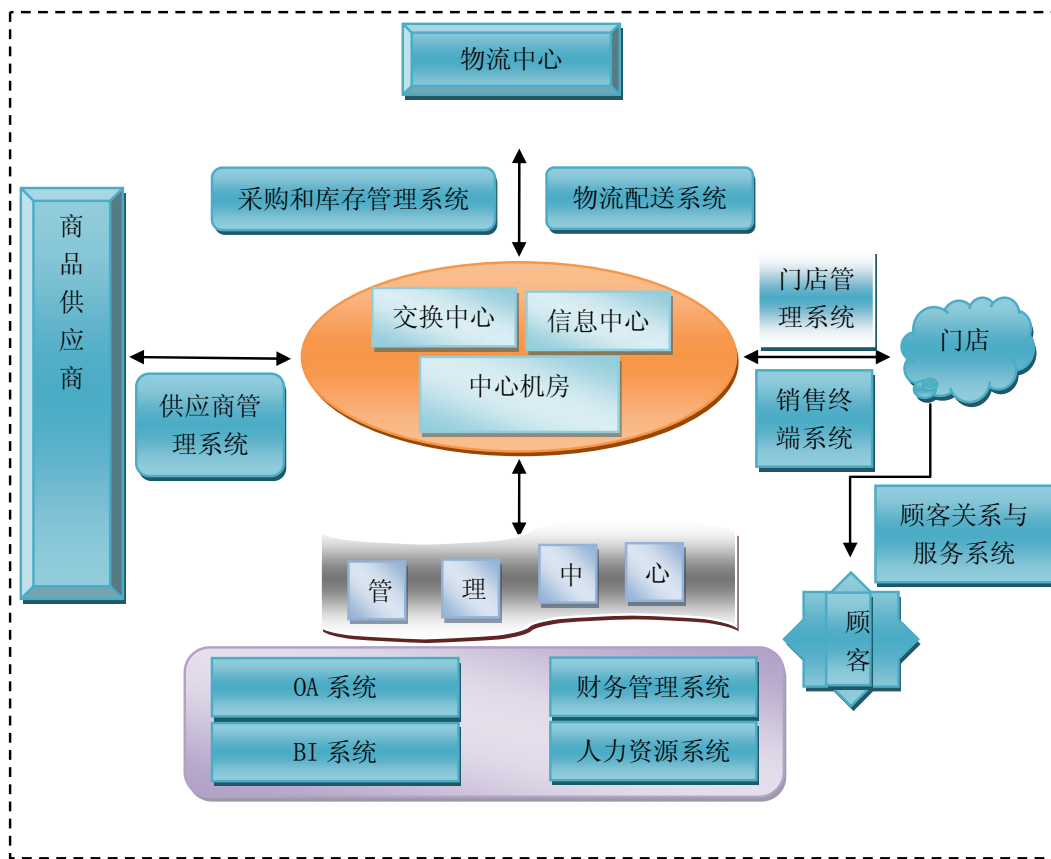 物流中心
采购和库存管理系统
物流配送系统
商
品
供
应
商
交换中心
信息中心
中心机房
门店管
理系统
门店
供应商管
理系统
销售终
端系统
顾客关系与
服务系统
管
理
中
心
顾
客
OA 系统
财务管理系统
BI 系统
人力资源系统